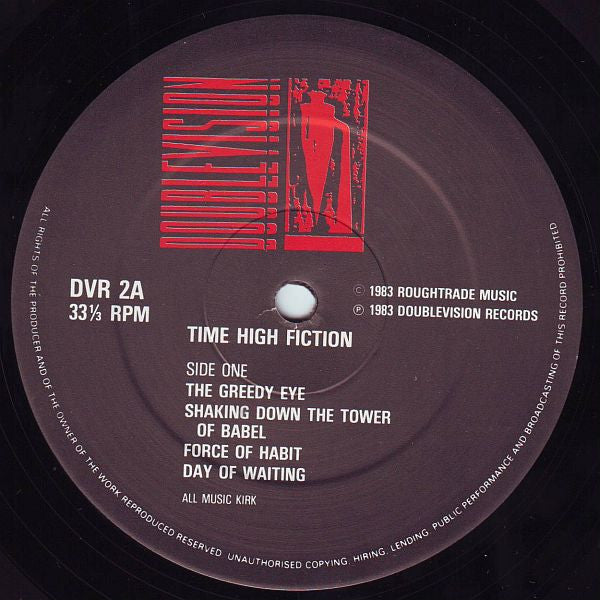 DOUBLEVISION
DVR 2A
33⅓ RPM
© 1983 ROUGHTRADE MUSIC
℗ 1983 DOUBLEVISION RECORDS
TIME HIGH FICTION
SIDE ONE
THE GREEDY EYE
SHAKING DOWN THE TOWER
OF BABEL
FORCE OF HABIT
DAY OF WAITING
ALL MUSIC KIRK
ALL RIGHTS OF THE PRODUCER AND OF THE OWNER OF THE WORK REPRODUCED RESERVED. UNAUTHORISED COPYING, HIRING, LENDING, PUBLIC PERFORMANCE AND BROADCASTING OF THIS RECORD PROHIBITED